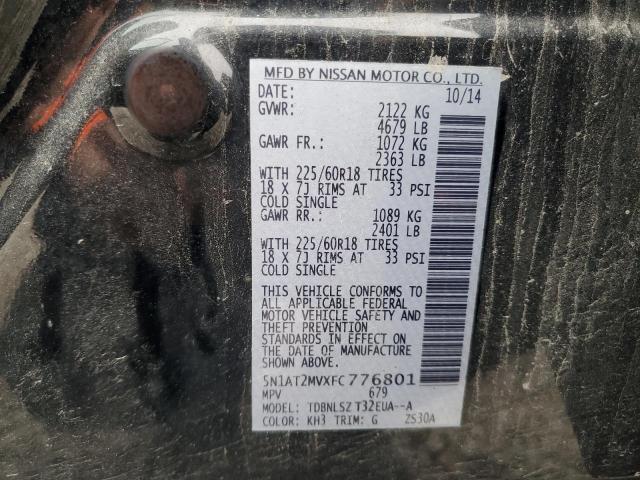 MFD BY NISSAN MOTOR CO., LTD.
DATE: 10/14
GVWR: 2122 KG
4679 LB
GAWR FR.: 1072 KG
2363 LB
WITH 225/60R18 TIRES
18 X 7J RIMS AT 33 PSI
COLD SINGLE
GAWR RR.: 1089 KG
2401 LB
WITH 225/60R18 TIRES
18 X 7J RIMS AT 33 PSI
COLD SINGLE
THIS VEHICLE CONFORMS TO
ALL APPLICABLE FEDERAL
MOTOR VEHICLE SAFETY AND
THEFT PREVENTION
STANDARDS IN EFFECT ON
THE DATE OF MANUFACTURE
SHOWN ABOVE.
5N1AT2MVXFC776801
MPV 679
MODEL: TDBNLSZ T32EUA--A
COLOR: KH3 TRIM: G ZS30A